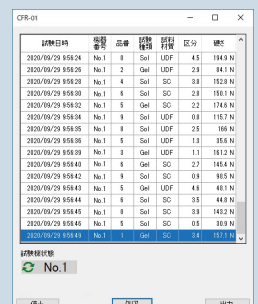 CFR-01
試験日時 機器番号 品番 試験種類 試料材質 区分 硬さ
2020/09/29 9:56:24 No.1 8 Sol UDF 4.5 194.9 N
2020/09/29 9:56:26 No.1 2 Gel UDF 2.9 84.1 N
2020/09/29 9:56:28 No.1 4 Sol SC 3.8 152.8 N
2020/09/29 9:56:30 No.1 6 Sol SC 2.8 150.1 N
2020/09/29 9:56:32 No.1 5 Gel SC 2.2 174.6 N
2020/09/29 9:56:34 No.1 9 Sol UDF 0.8 115.9 N
2020/09/29 9:56:35 No.1 8 Sol UDF 2.5 166 N
2020/09/29 9:56:36 No.1 5 Sol UDF 1.3 85.6 N
2020/09/29 9:56:39 No.1 3 Gel UDF 1.1 161.2 N
2020/09/29 9:56:40 No.1 6 Gel SC 2.7 145.4 N
2020/09/29 9:56:42 No.1 9 Sol SC 0.9 98.5 N
2020/09/29 9:56:43 No.1 5 Gel UDF 4.6 48.1 N
2020/09/29 9:56:44 No.1 6 Sol SC 3.5 44.8 N
2020/09/29 9:56:45 No.1 8 Sol SC 3.9 143.2 N
2020/09/29 9:56:46 No.1 5 Sol SC 0.5 80.9 N
2020/09/29 9:56:49 No.1 3 Gel SC 3.4 157.1 N
試験機状態
No.1
停止 出力